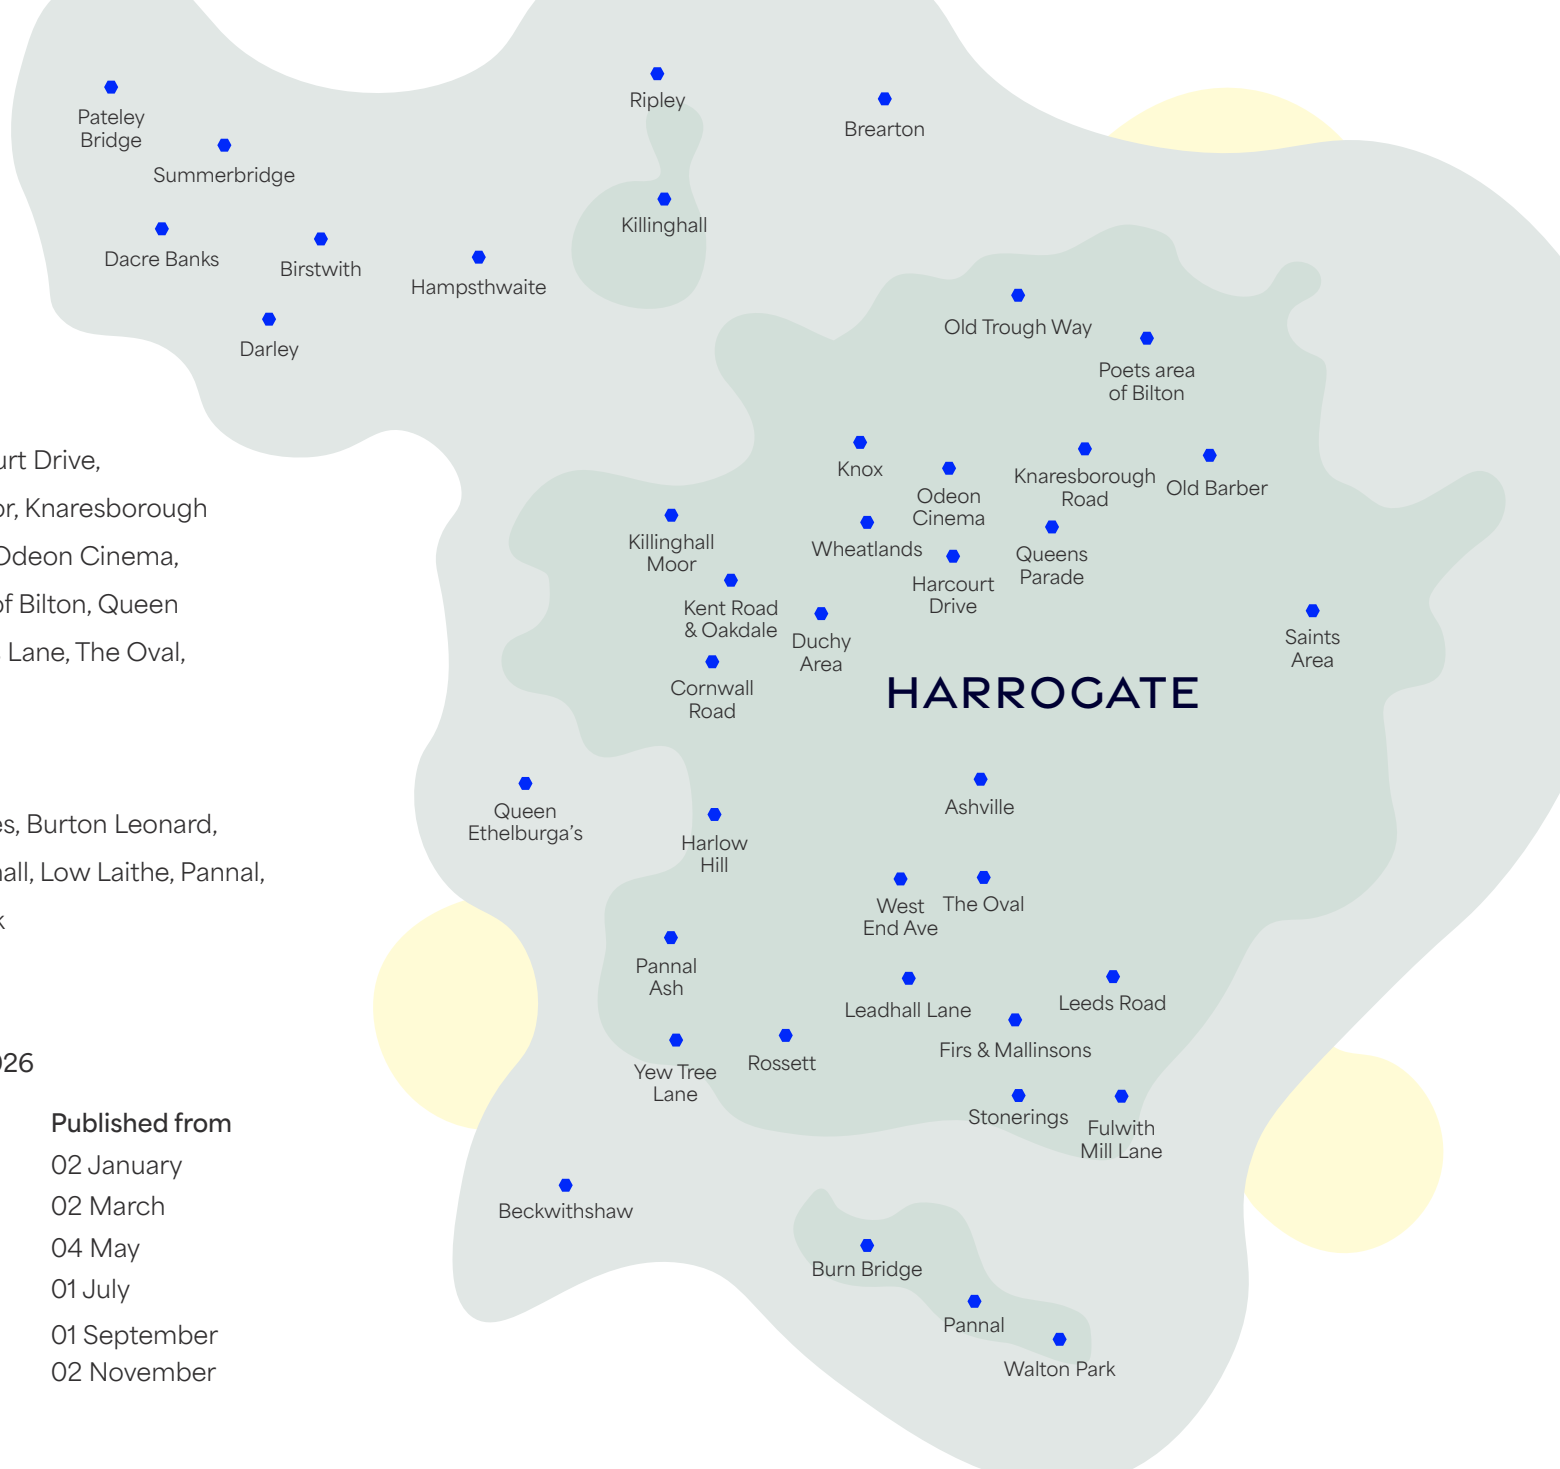 Ripley
Pateley
Bridge
Brearton
Summerbridge
Killinghall
Dacre Banks
Birstwith
Hampsthwaite
Old Trough Way
Darley
Poets area
of Bilton
urt Drive,
or, Knaresborough
Odeon Cinema,
of Bilton, Queen
Lane, The Oval,
Knox
Odeon
Cinema
Knaresborough
Road
Old Barber
Killinghall
Moor
Wheatlands
Queens
Parade
Harcourt
Drive
Kent Road
& Oakdale
Duchy
Area
Saints
Area
Cornwall
Road
HARROGATE
Queen
Ethelburga’s
Ashville
es, Burton Leonard,
hall, Low Laithe, Pannal,
k
Harlow
Hill
West
End Ave
The Oval
Pannal
Ash
Leadhall Lane
Leeds Road
Firs & Mallinsons
Yew Tree
Lane
Rossett
Stonerings
Fulwith
Mill Lane
026
Published from
02 January
02 March
04 May
01 July
01 September
02 November
Beckwithshaw
Burn Bridge
Pannal
Walton Park